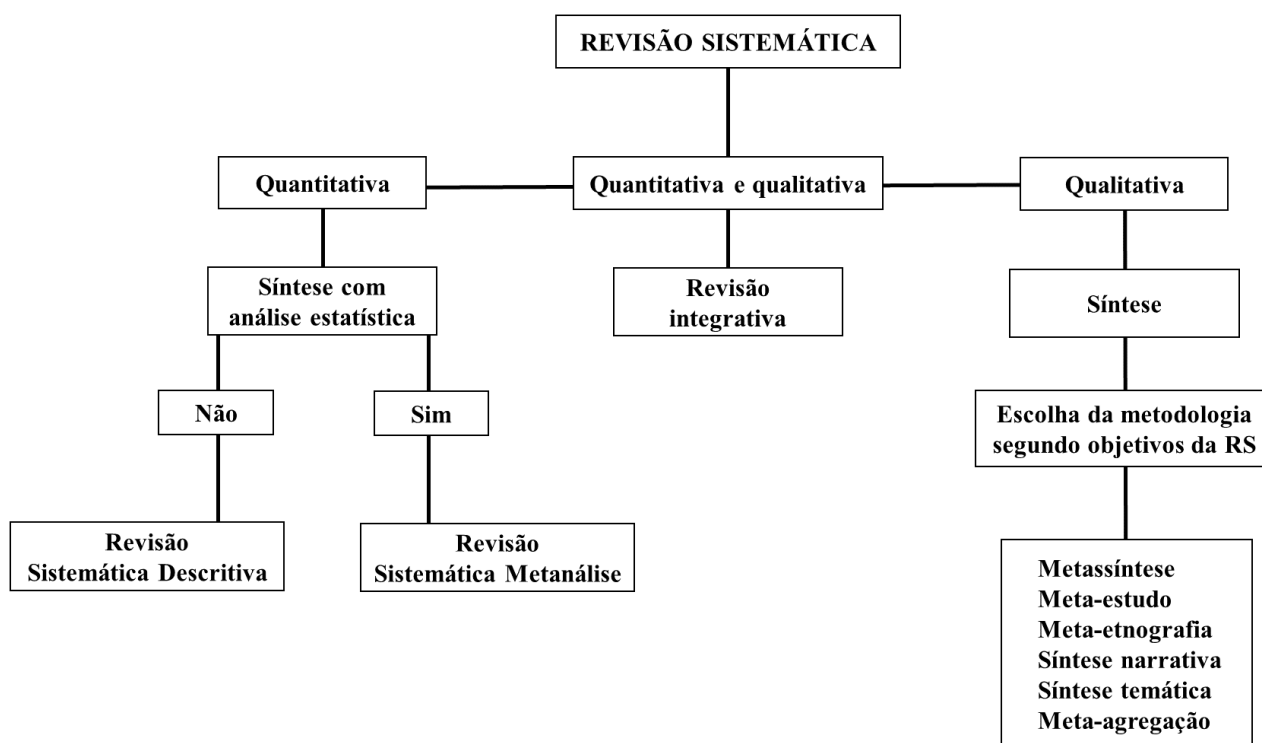 REVISÃO SISTEMÁTICA
Quantitativa
Quantitativa e qualitativa
Qualitativa
Síntese com
análise estatística
Revisão
integrativa
Síntese
Não
Sim
Escolha da metodologia
segundo objetivos da RS
Revisão
Sistemática Descritiva
Revisão
Sistemática Metanálise
Metassíntese
Meta-estudo
Meta-etnografia
Síntese narrativa
Síntese temática
Meta-agregação